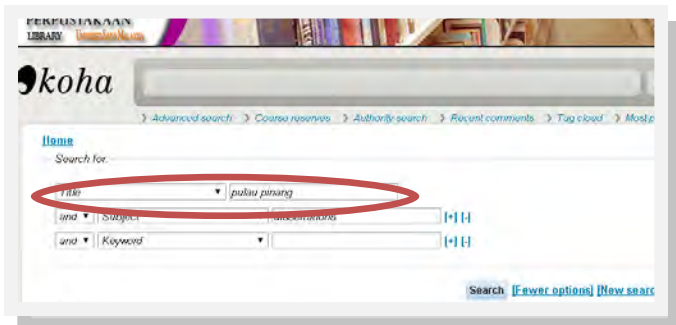 PERPUSTAKAAN
LIBRARY
koha
Advanced search Course reserves Authority search Recent comments Tag cloud Most p
Home
Search for:
Title ▼ pulau pinang
and ▼ Subject dissertations [+] [-]
and ▼ Keyword ▼ [+] [-]
Search [Fewer options] [New searc